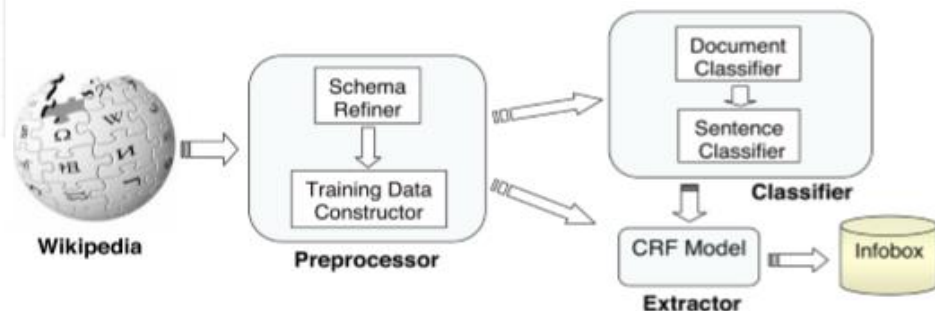 Wikipedia
Schema
Refiner
Training Data
Constructor
Preprocessor
Document
Classifier
Sentence
Classifier
Classifier
CRF Model
Extractor
Infobox